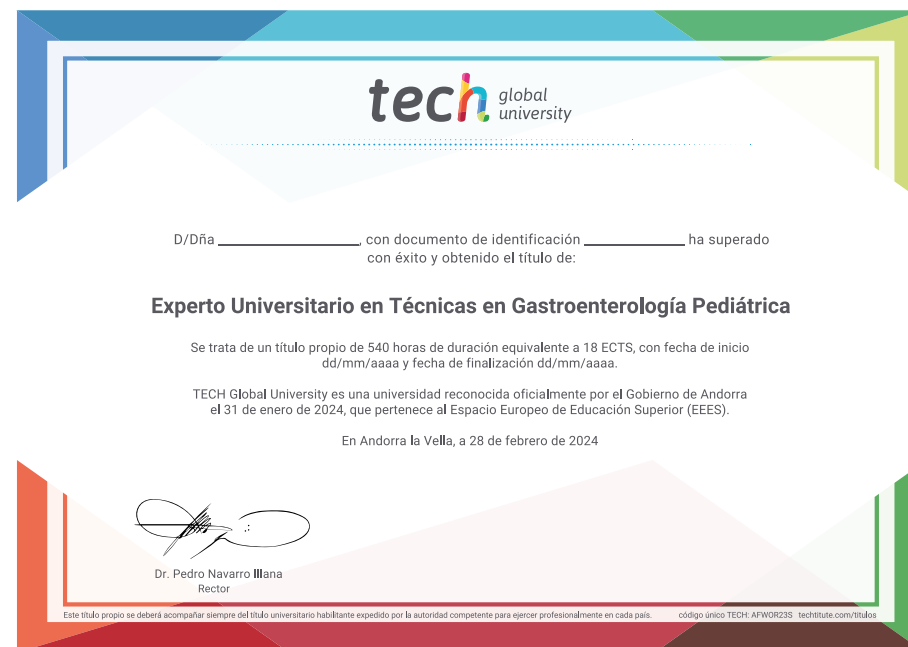 tech global university
D/Dña ____________________, con documento de identificación ______________ ha superado
con éxito y obtenido el título de:
Experto Universitario en Técnicas en Gastroenterología Pediátrica
Se trata de un título propio de 540 horas de duración equivalente a 18 ECTS, con fecha de inicio
dd/mm/aaaa y fecha de finalización dd/mm/aaaa.
TECH Global University es una universidad reconocida oficialmente por el Gobierno de Andorra
el 31 de enero de 2024, que pertenece al Espacio Europeo de Educación Superior (EEES).
En Andorra la Vella, a 28 de febrero de 2024
Dr. Pedro Navarro Illana
Rector
Este título propio se deberá acompañar siempre del título universitario habilitante expedido por la autoridad competente para ejercer profesionalmente en cada país. código único TECH: AFWOR23S techtitute.com/titulos